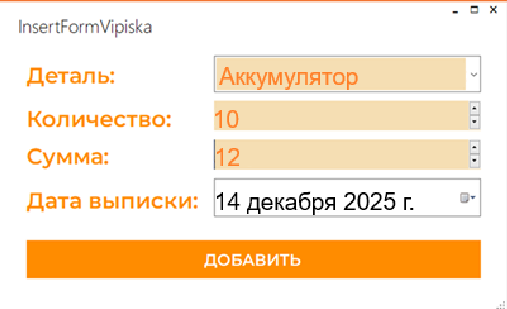 InsertFormVipiska
Деталь: Аккумулятор
Количество: 10
Сумма: 12
Дата выписки: 14 декабря 2025 г.
ДОБАВИТЬ